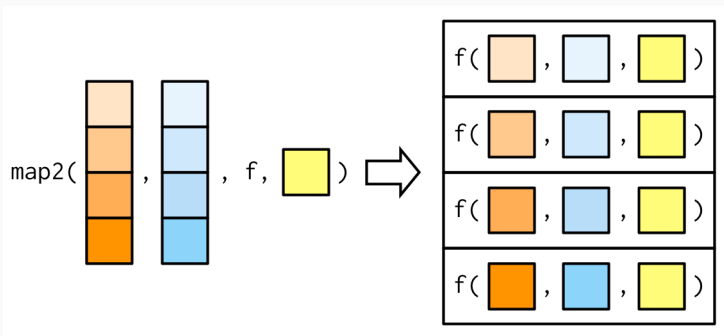 map2( , , f, )
f( , , )
f( , , )
f( , , )
f( , , )